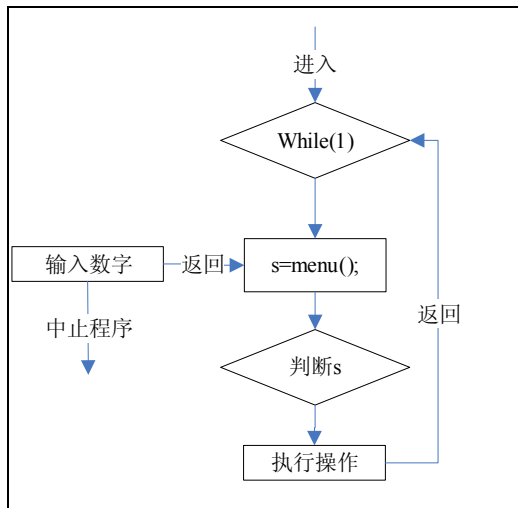 进入
While(1)
输入数字
返回
s=menu();
中止程序
返回
判断s
执行操作